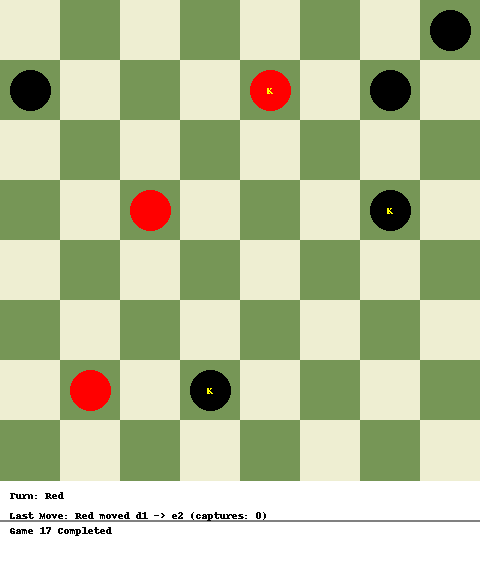 K
K
K
Turn: Red
Last Move: Red moved d1 -> e2 (captures: 0)
Game 17 Completed